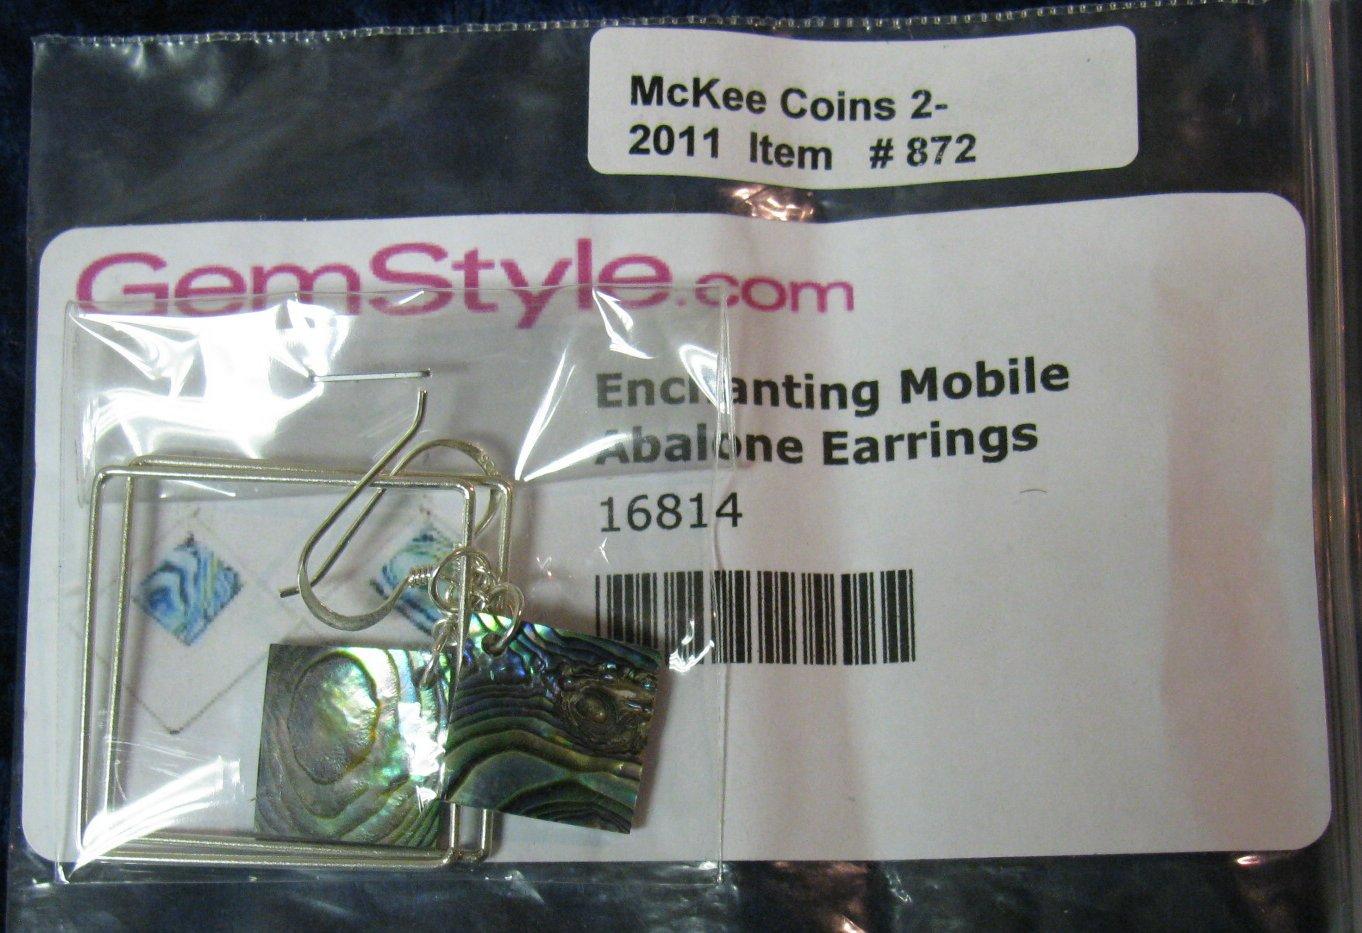 McKee Coins 2-
2011 Item # 872
GemStyle.com
Enchanting Mobile
Abalone Earrings
16814